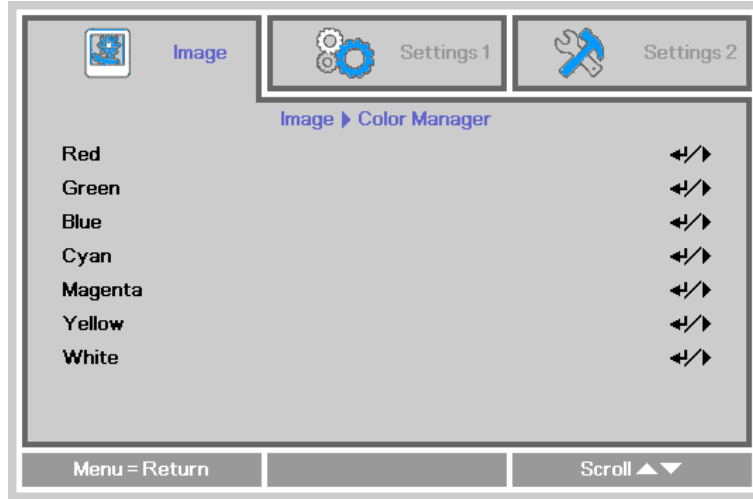 Image Settings 1 Settings 2
Image ▶ Color Manager
Red ↵/▶
Green ↵/▶
Blue ↵/▶
Cyan ↵/▶
Magenta ↵/▶
Yellow ↵/▶
White ↵/▶
Menu = Return Scroll ▲▼